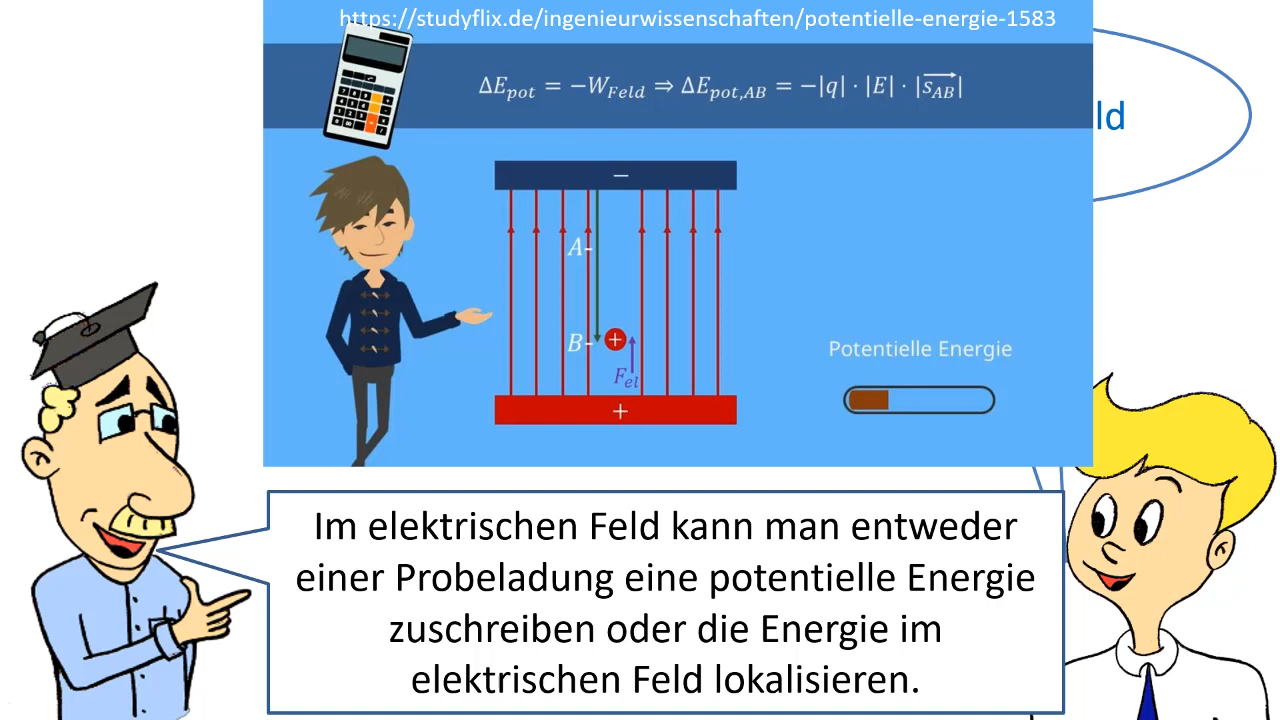 https://studyflix.de/ingenieurwissenschaften/potentielle-energie-1583
ΔE_pot = −W_Feld ⇒ ΔE_pot,AB = −|q| · |E| · |s⃗_AB|
ld
−
A
B
+
F_el
+
Potentielle Energie
Im elektrischen Feld kann man entweder
einer Probeladung eine potentielle Energie
zuschreiben oder die Energie im
elektrischen Feld lokalisieren.